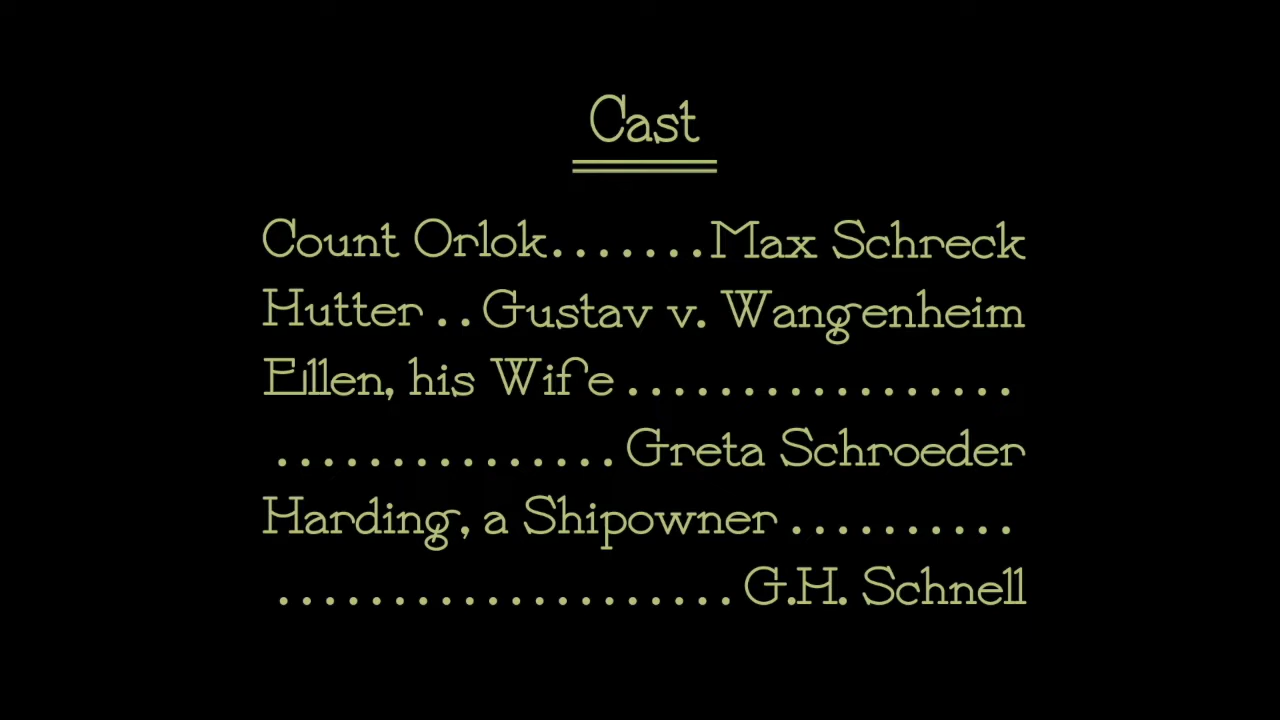 Cast
Count Orlok.......Max Schreck
Hutter ..Gustav v. Wangenheim
Ellen, his Wife .................
...............Greta Schroeder
Harding, a Shipowner ..........
....................G.H. Schnell